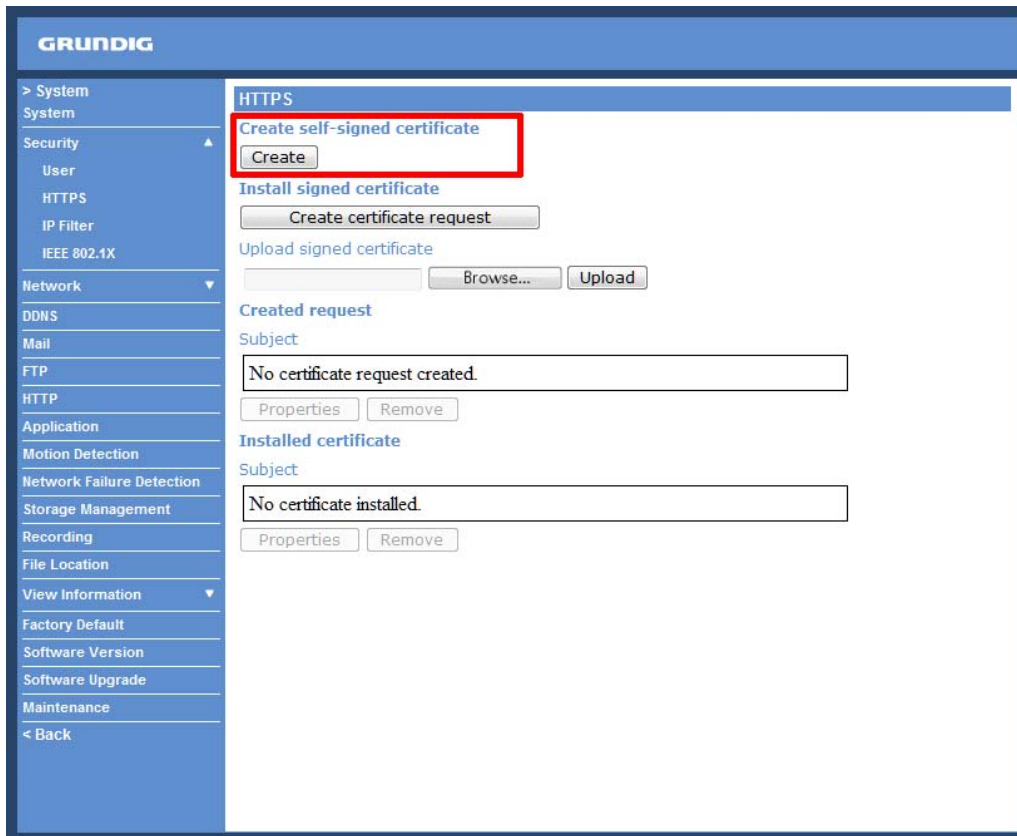 GRUNDIG
> System
System
Security
User
HTTPS
IP Filter
IEEE 802.1X
Network
DDNS
Mail
FTP
HTTP
Application
Motion Detection
Network Failure Detection
Storage Management
Recording
File Location
View Information
Factory Default
Software Version
Software Upgrade
Maintenance
< Back
HTTPS
Create self-signed certificate
Create
Install signed certificate
Create certificate request
Upload signed certificate
Browse... Upload
Created request
Subject
No certificate request created.
Properties Remove
Installed certificate
Subject
No certificate installed.
Properties Remove